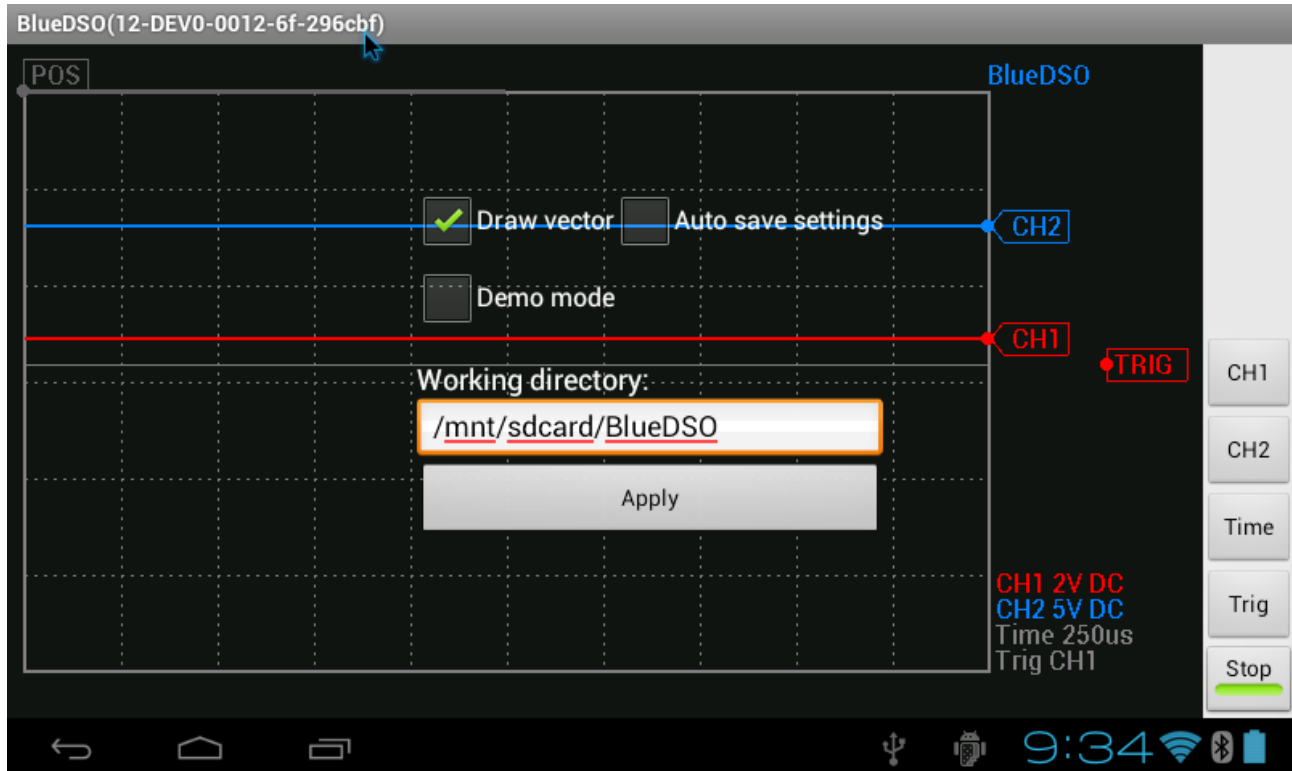 BlueDSO(12-DEV0-0012-6f-296cbf)
POS
BlueDSO
Draw vector
Auto save settings
CH2
Demo mode
CH1
TRIG
Working directory:
/mnt/sdcard/BlueDSO
Apply
CH1 2V DC
CH2 5V DC
Time 250us
Trig CH1
CH1
CH2
Time
Trig
Stop
9:34